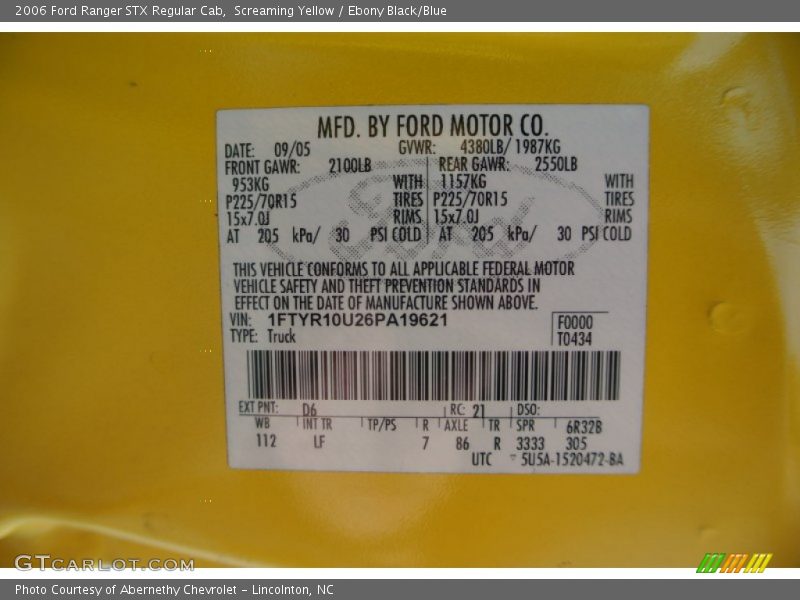 2006 Ford Ranger STX Regular Cab, Screaming Yellow / Ebony Black/Blue
MFD. BY FORD MOTOR CO.
DATE: 09/05 GVWR: 4380LB/ 1987KG
FRONT GAWR: 2100LB REAR GAWR: 2550LB
953KG WITH 1157KG WITH
P225/70R15 TIRES P225/70R15 TIRES
15x7.0J RIMS 15x7.0J RIMS
AT 205 kPa/ 30 PSI COLD AT 205 kPa/ 30 PSI COLD
THIS VEHICLE CONFORMS TO ALL APPLICABLE FEDERAL MOTOR
VEHICLE SAFETY AND THEFT PREVENTION STANDARDS IN
EFFECT ON THE DATE OF MANUFACTURE SHOWN ABOVE.
VIN: 1FTYR10U26PA19621 F0000
TYPE: Truck T0434
EXT PNT: D6 RC: 21 DSO:
WB INT TR TP/PS R AXLE TR SPR 6R32B
112 LF 7 86 R 3333 305
UTC 5U5A-1520472-BA
GTCARLOT.COM
Photo Courtesy of Abernethy Chevrolet – Lincolnton, NC